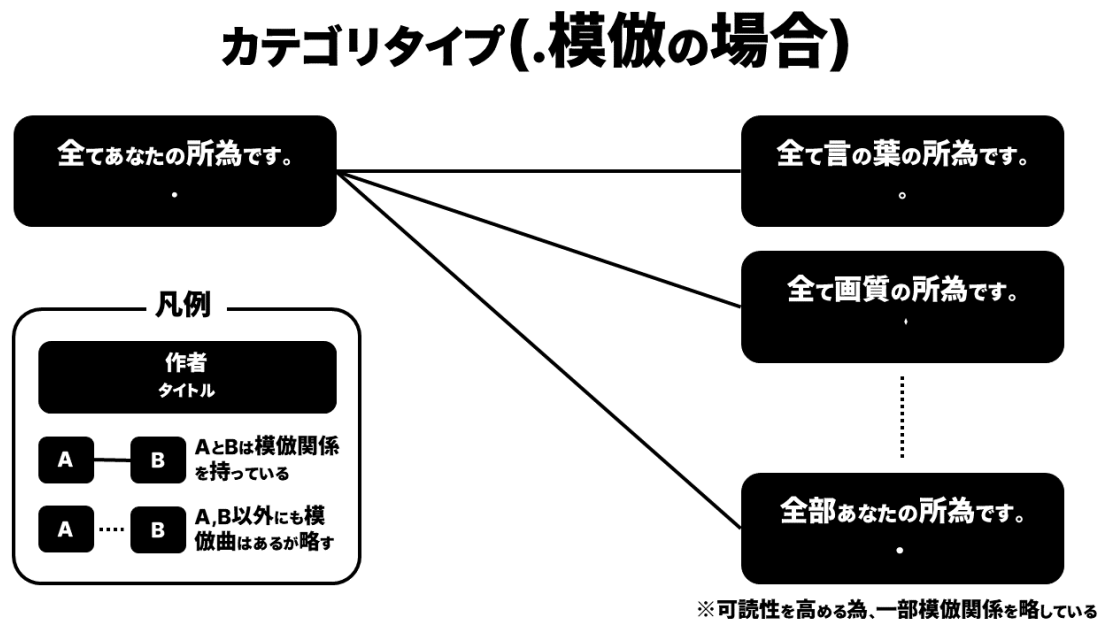 カテゴリタイプ(.模倣の場合)
全てあなたの所為です。
.
全て言の葉の所為です。
。
全て画質の所為です。
全部あなたの所為です。
•
凡例
作者
タイトル
A
B
AとBは模倣関係
を持っている
A
B
A,B以外にも模
倣曲はあるが略す
※可読性を高める為、一部模倣関係を略している